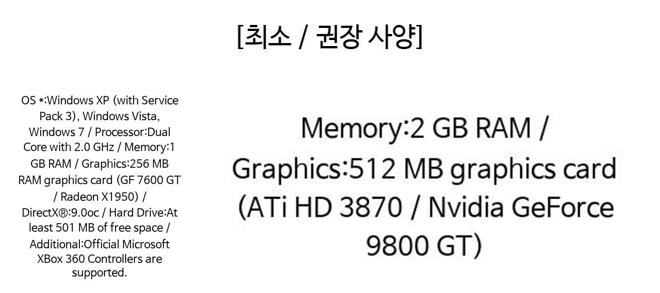 [최소 / 권장 사양]
OS *:Windows XP (with Service
Pack 3), Windows Vista,
Windows 7 / Processor:Dual
Core with 2.0 GHz / Memory:1
GB RAM / Graphics:256 MB
RAM graphics card (GF 7600 GT
/ Radeon X1950) /
DirectX®:9.0oc / Hard Drive:At
least 501 MB of free space /
Additional:Official Microsoft
XBox 360 Controllers are
supported.
Memory:2 GB RAM /
Graphics:512 MB graphics card
(ATi HD 3870 / Nvidia GeForce
9800 GT)